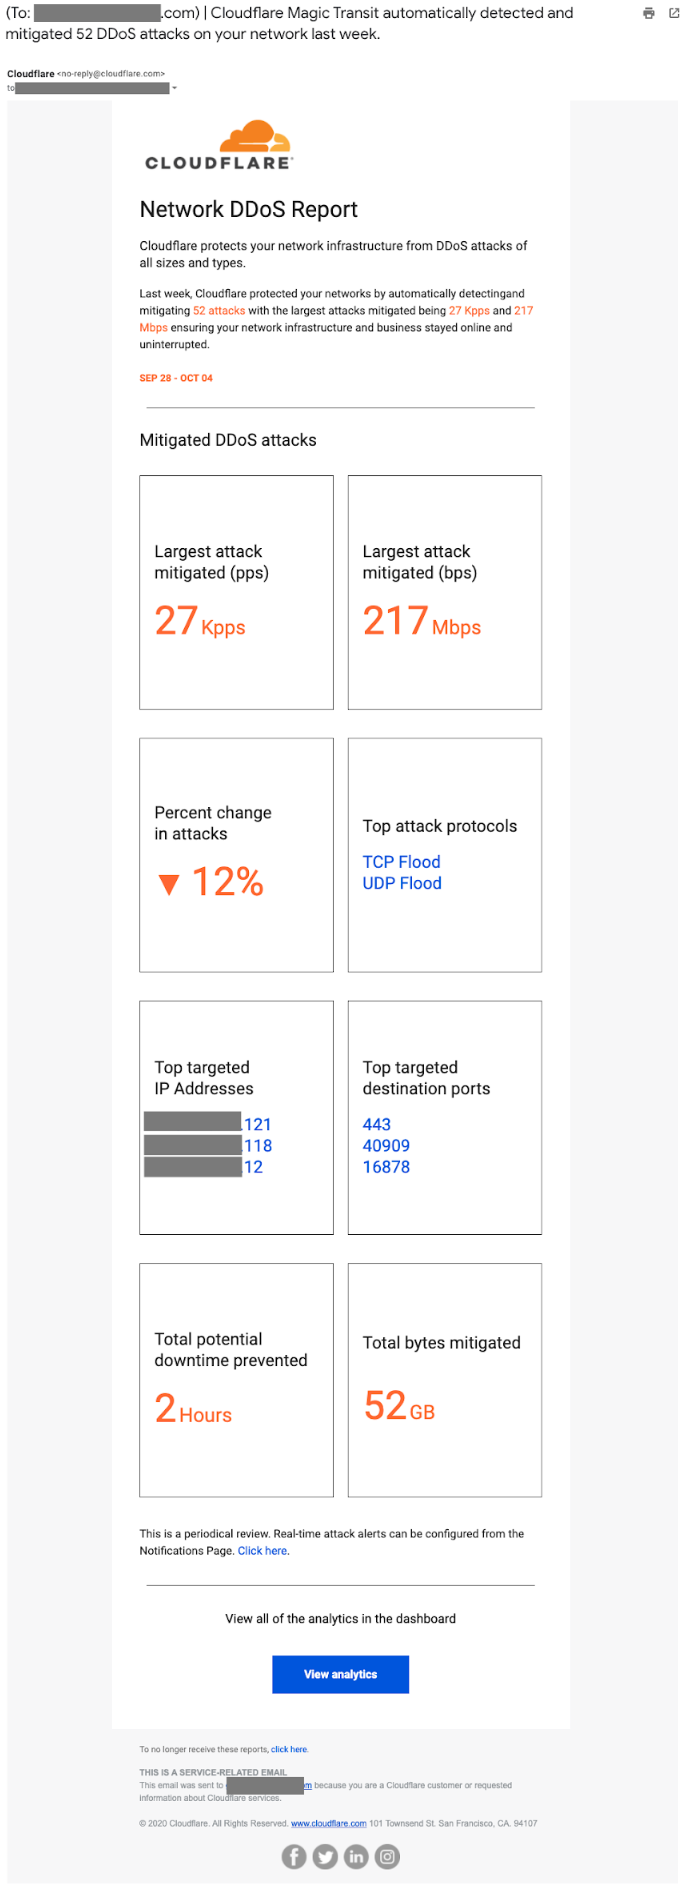 (To: .com) | Cloudflare Magic Transit automatically detected and
mitigated 52 DDoS attacks on your network last week.
Cloudflare <no-reply@cloudflare.com>
to
CLOUDFLARE
Network DDoS Report
Cloudflare protects your network infrastructure from DDoS attacks of
all sizes and types.
Last week, Cloudflare protected your networks by automatically detectingand
mitigating 52 attacks with the largest attacks mitigated being 27 Kpps and 217
Mbps ensuring your network infrastructure and business stayed online and
uninterrupted.
SEP 28 - OCT 04
Mitigated DDoS attacks
Largest attack
mitigated (pps)
27 Kpps
Largest attack
mitigated (bps)
217 Mbps
Percent change
in attacks
▼ 12%
Top attack protocols
TCP Flood
UDP Flood
Top targeted
IP Addresses
.121
.118
.12
Top targeted
destination ports
443
40909
16878
Total potential
downtime prevented
2 Hours
Total bytes mitigated
52 GB
This is a periodical review. Real-time attack alerts can be configured from the
Notifications Page. Click here.
View all of the analytics in the dashboard
View analytics
To no longer receive these reports, click here.
THIS IS A SERVICE-RELATED EMAIL
This email was sent to m because you are a Cloudflare customer or requested
information about Cloudflare services.
© 2020 Cloudflare. All Rights Reserved. www.cloudflare.com 101 Townsend St. San Francisco, CA. 94107